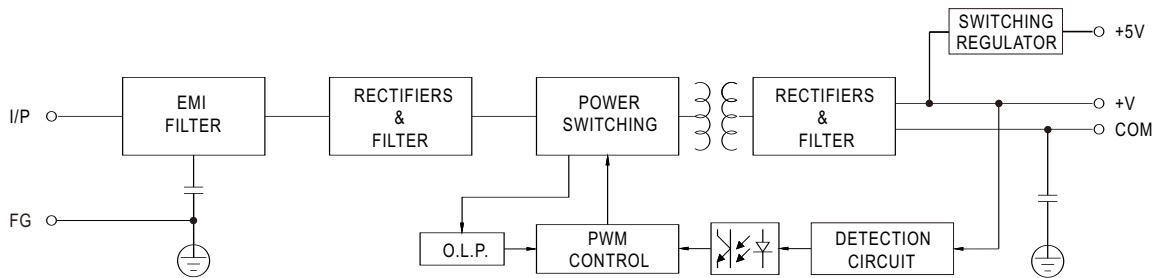 SWITCHING
REGULATOR
+5V
I/P
EMI
FILTER
RECTIFIERS
&
FILTER
POWER
SWITCHING
RECTIFIERS
&
FILTER
+V
COM
FG
O.L.P.
PWM
CONTROL
DETECTION
CIRCUIT